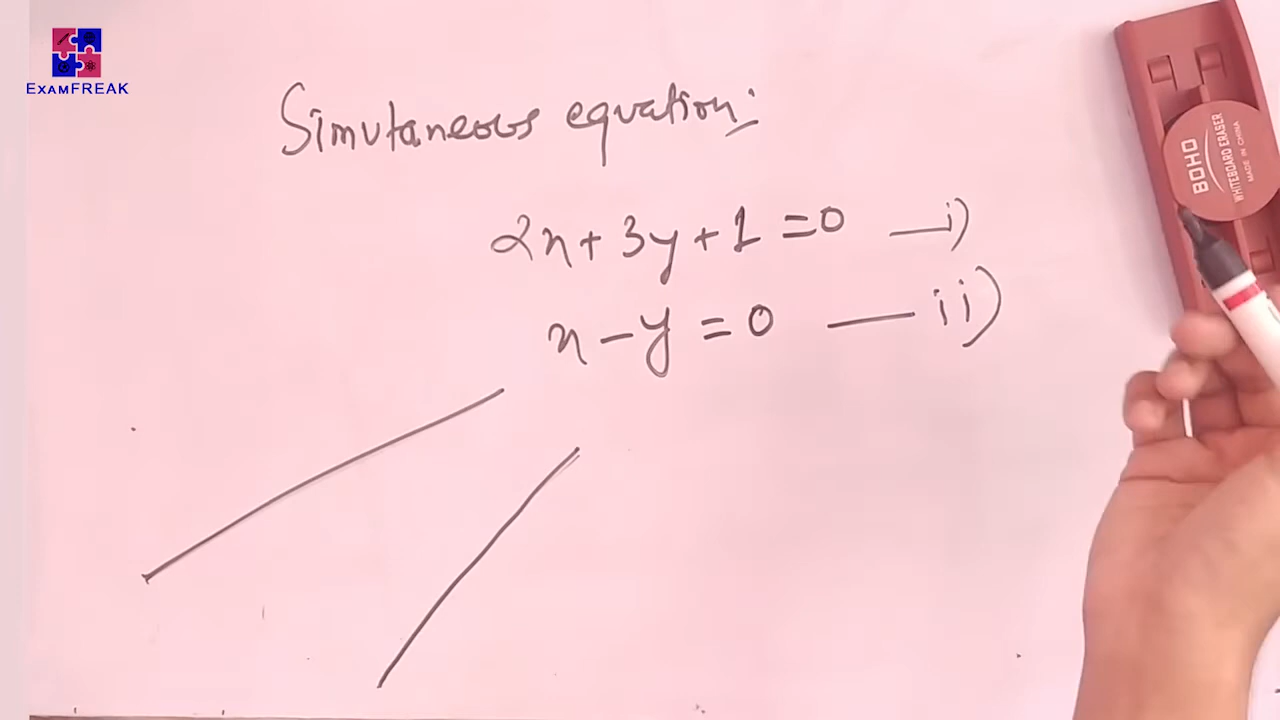 EXAMFREAK
Simutaneous equation:
2x + 3y + 1 = 0 — i)
x - y = 0 — ii)
BOHO
WHITEBOARD ERASER
MADE IN CHINA